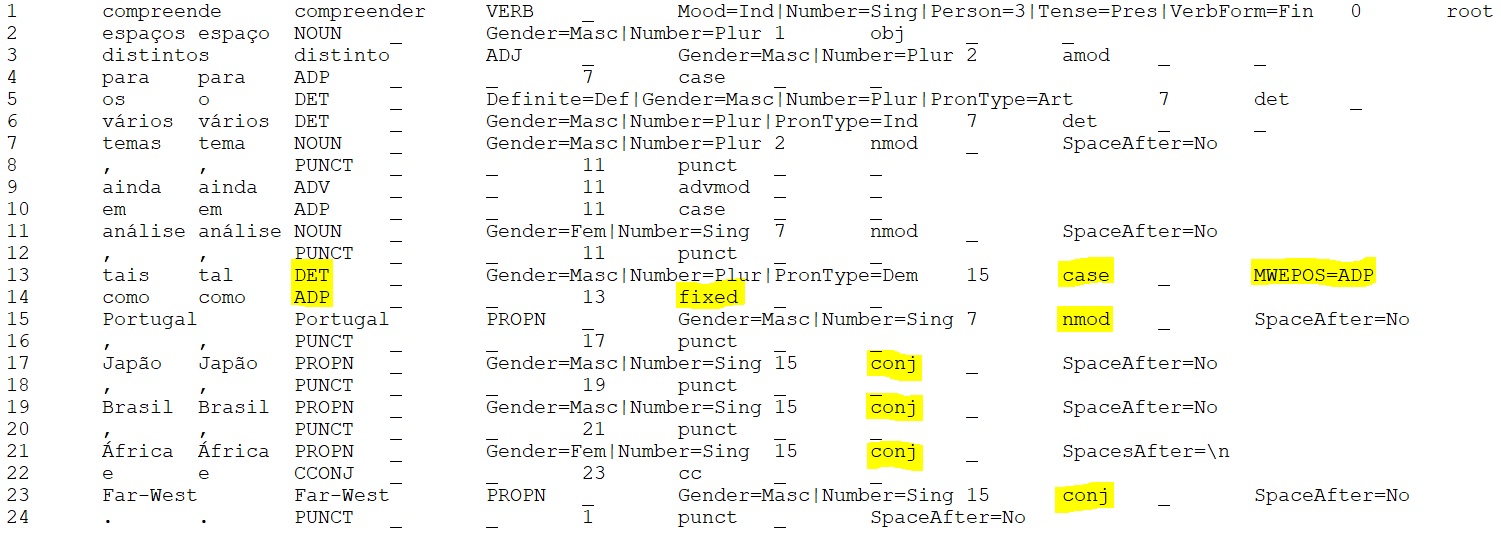 1 compreende compreender VERB _ Mood=Ind|Number=Sing|Person=3|Tense=Pres|VerbForm=Fin 0 root
2 espaços espaço NOUN _ Gender=Masc|Number=Plur 1 obj _ _
3 distintos distinto ADJ _ Gender=Masc|Number=Plur 2 amod _ _
4 para para ADP _ _ 7 case _ _
5 os o DET _ Definite=Def|Gender=Masc|Number=Plur|PronType=Art 7 det _
6 vários vários DET _ Gender=Masc|Number=Plur|PronType=Ind 7 det _ _
7 temas tema NOUN _ Gender=Masc|Number=Plur 2 nmod _ SpaceAfter=No
8 , , PUNCT _ _ 11 punct _ _
9 ainda ainda ADV _ _ 11 advmod _ _
10 em em ADP _ _ 11 case _ _
11 análise análise NOUN _ Gender=Fem|Number=Sing 7 nmod _ SpaceAfter=No
12 , , PUNCT _ _ 11 punct _ _
13 tais tal DET _ Gender=Masc|Number=Plur|PronType=Dem 15 case _ MWEPOS=ADP
14 como como ADP _ _ 13 fixed _ _
15 Portugal Portugal PROPN _ Gender=Masc|Number=Sing 7 nmod _ SpaceAfter=No
16 , , PUNCT _ _ 17 punct _ _
17 Japão Japão PROPN _ Gender=Masc|Number=Sing 15 conj _ SpaceAfter=No
18 , , PUNCT _ _ 19 punct _ _
19 Brasil Brasil PROPN _ Gender=Masc|Number=Sing 15 conj _ SpaceAfter=No
20 , , PUNCT _ _ 21 punct _ _
21 África África PROPN _ Gender=Fem|Number=Sing 15 conj _ SpacesAfter=\n
22 e e CCONJ _ _ 23 cc _ _
23 Far-West Far-West PROPN _ Gender=Masc|Number=Sing 15 conj _ SpaceAfter=No
24 . . PUNCT _ _ 1 punct _ SpaceAfter=No